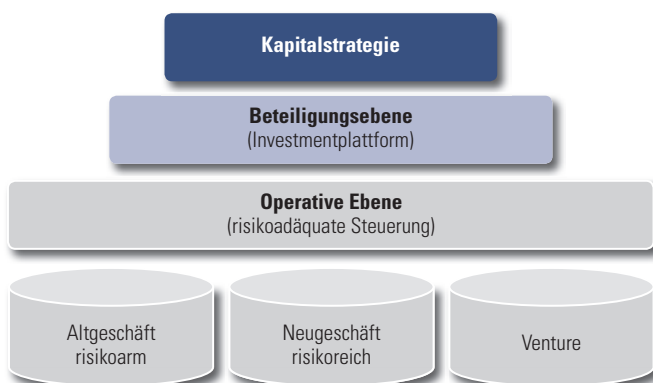 Kapitalstrategie
Beteiligungsebene
(Investmentplattform)
Operative Ebene
(risikoadäquate Steuerung)
Altgeschäft
risikoarm
Neugeschäft
risikoreich
Venture